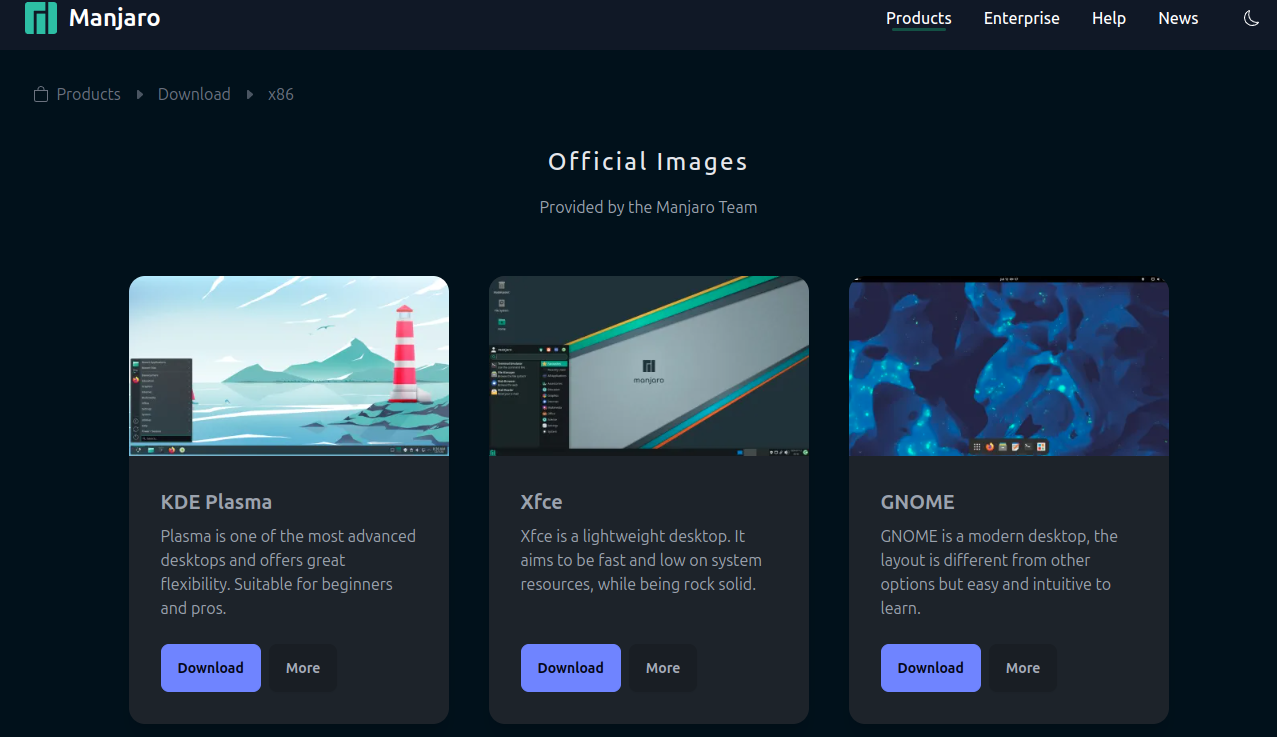 Manjaro
Products Enterprise Help News
Products Download x86
Official Images
Provided by the Manjaro Team
manjaro
KDE Plasma
Plasma is one of the most advanced
desktops and offers great
flexibility. Suitable for beginners
and pros.
Download More
Xfce
Xfce is a lightweight desktop. It
aims to be fast and low on system
resources, while being rock solid.
Download More
GNOME
GNOME is a modern desktop, the
layout is different from other
options but easy and intuitive to
learn.
Download More